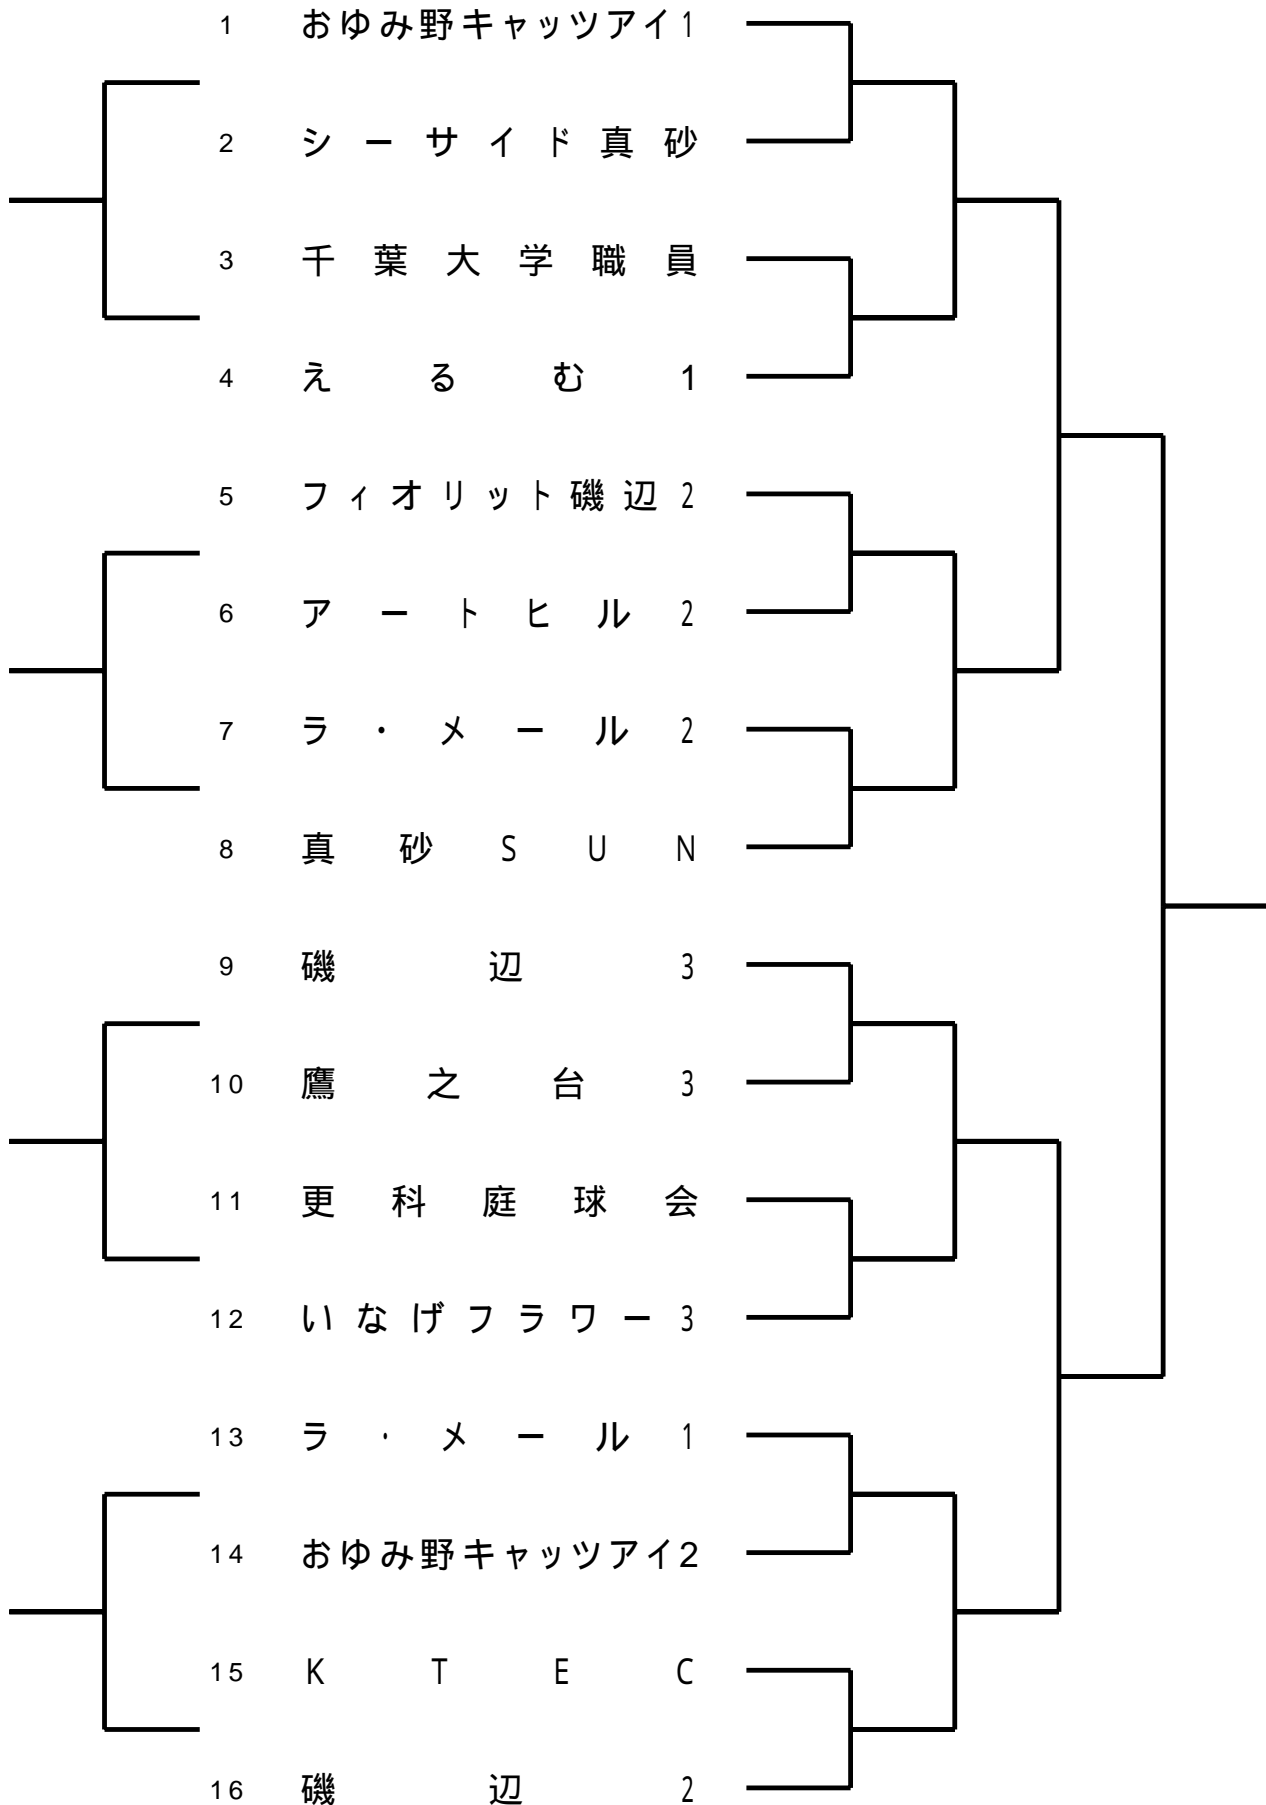 1 おゆみ野キャッツアイ1
2 シーサイド真砂
3 千葉大学職員
4 えるむ1
5 フィオリット磯辺2
6 アートヒル2
7 ラ・メール2
8 真砂SUN
9 磯辺3
10 鷹之台3
11 更科庭球会
12 いなげフラワー3
13 ラ・メール1
14 おゆみ野キャッツアイ2
15 KTEC
16 磯辺2